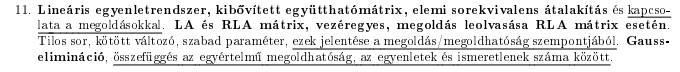 11. Lineáris egyenletrendszer, kibővített együtthatómátrix, elemi sorekvivalens átalakítás és kapcso-
lata a megoldásokkal. LA és RLA mátrix, vezéregyes, megoldás leolvasása RLA mátrix esetén.
Tilos sor, kötött változó, szabad paraméter, ezek jelentése a megoldás/megoldhatóság szempontjából. Gauss-
elimináció, összefüggés az egyértelmű megoldhatóság, az egyenletek és ismeretlenek száma között.